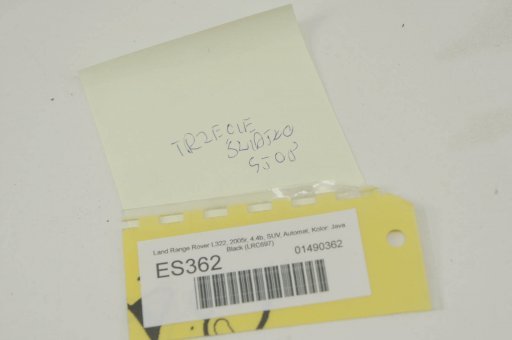 TRZECIE
ŚWIATŁO
STOP
Land Range Rover L322, 2005r, 4.4b, SUV, Automat, Kolor: Java
Black (LRC697)
ES362
01490362